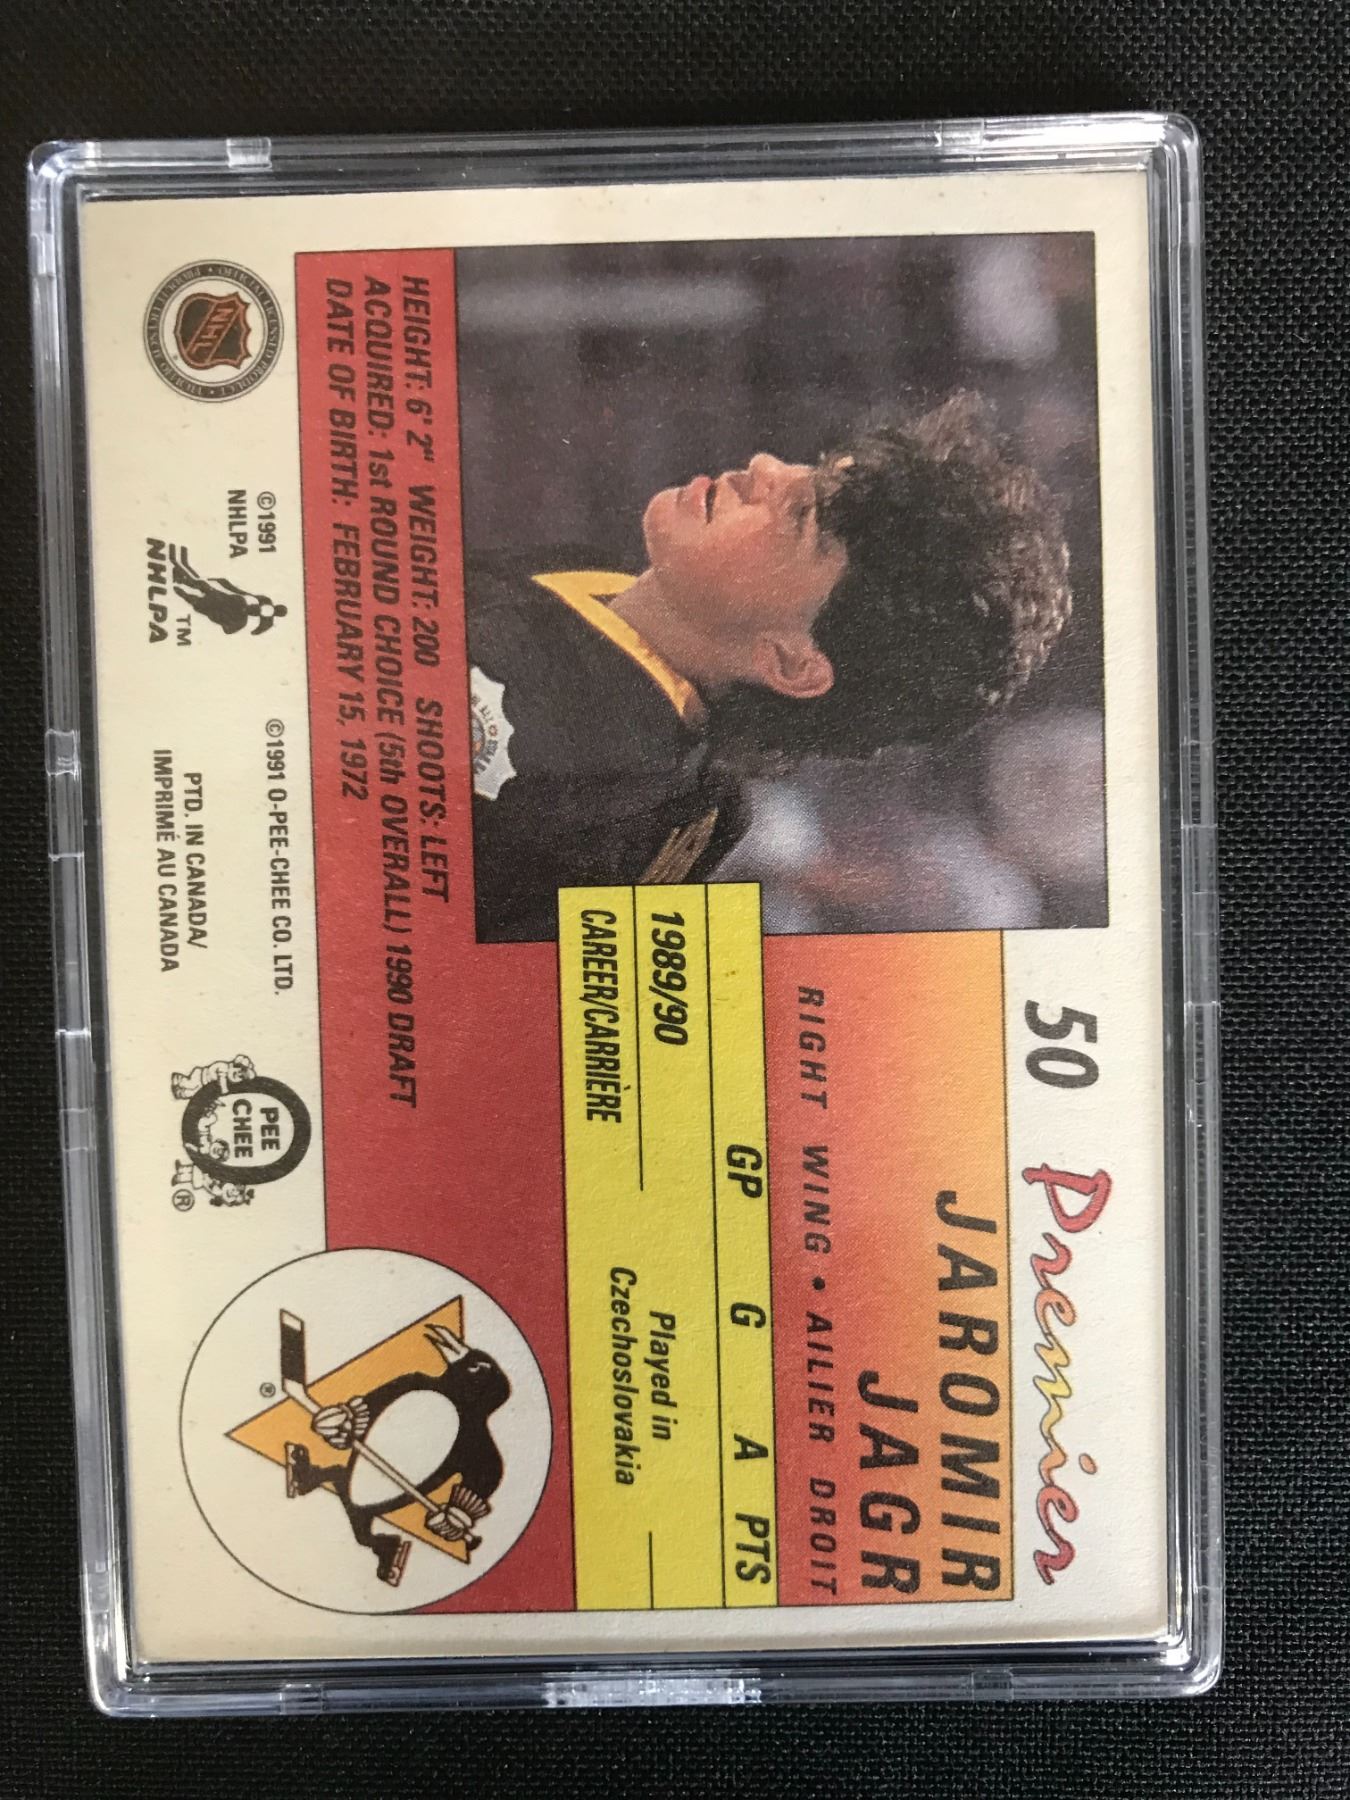 50 Premier
JAROMIR
JAGR
RIGHT WING • AILIER DROIT
GP G A PTS
1989/90 Played in
CAREER/CARRIÈRE Czechoslovakia
HEIGHT: 6' 2" WEIGHT: 200 SHOOTS: LEFT
ACQUIRED: 1st ROUND CHOICE (5th OVERALL) 1990 DRAFT
DATE OF BIRTH: FEBRUARY 15, 1972
NHL
©1991
NHLPA
TM
NHLPA
©1991 O-PEE-CHEE CO. LTD.
PTD. IN CANADA/
IMPRIMÉ AU CANADA
O PEE
CHEE
®
®